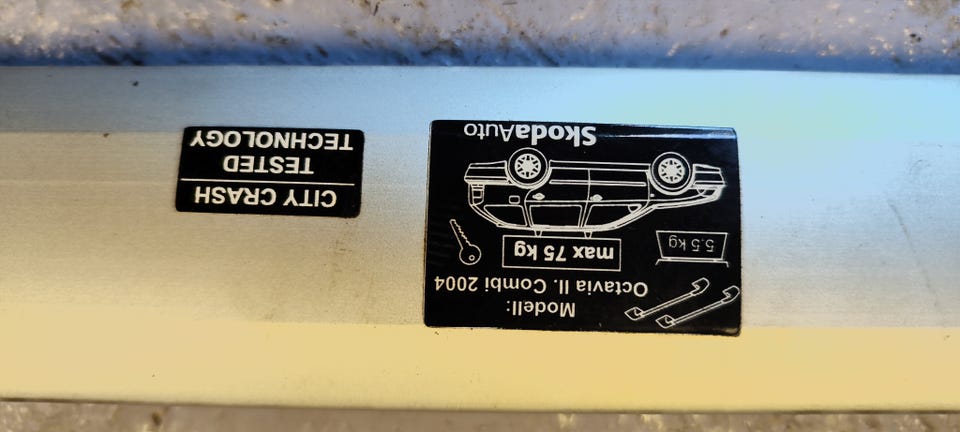 Modell:
Octavia II. Combi 2004
max 75 kg
5.5 kg
SkodaAuto
CITY CRASH
TESTED
TECHNOLOGY